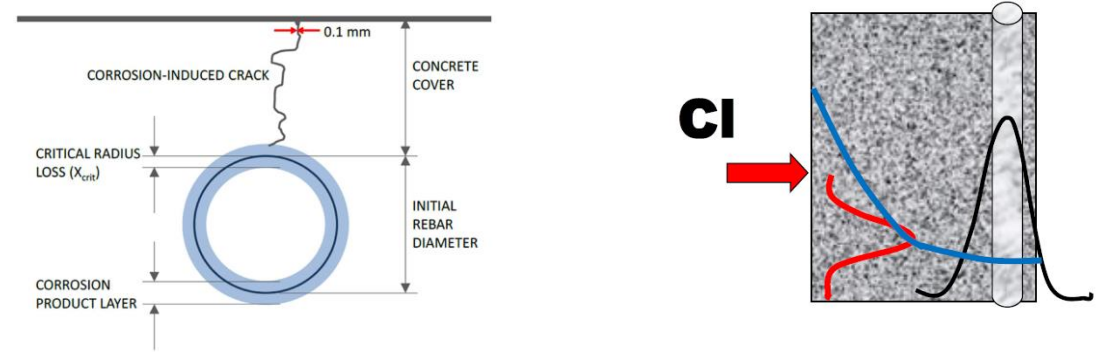 0.1 mm
CORROSION-INDUCED CRACK
CONCRETE
COVER
CRITICAL RADIUS
LOSS (Xcrit)
INITIAL
REBAR
DIAMETER
CORROSION
PRODUCT LAYER
Cl